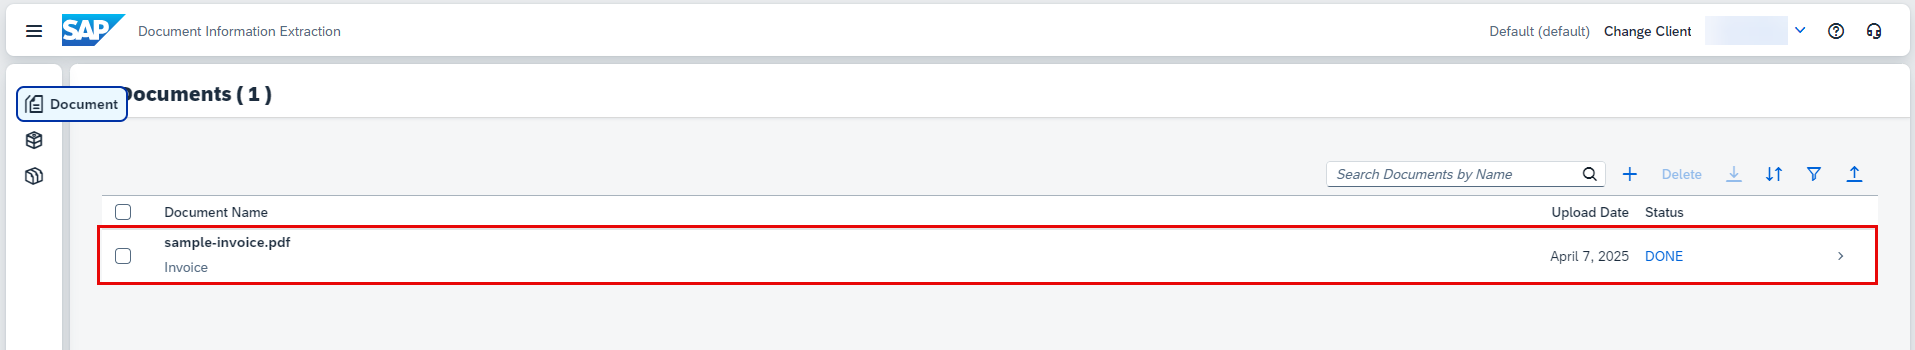 SAP Document Information Extraction Default (default) Change Client
Document
Documents ( 1 )
Search Documents by Name Delete
Document Name Upload Date Status
sample-invoice.pdf
Invoice April 7, 2025 DONE